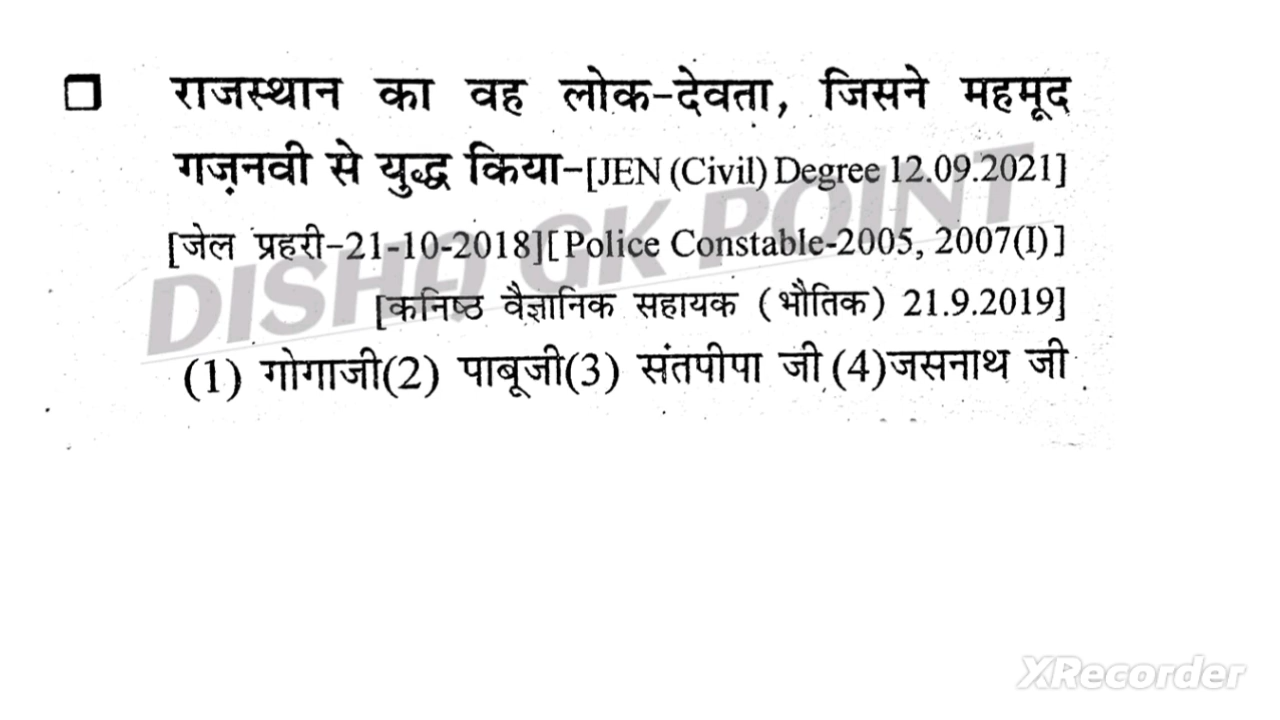 राजस्थान का वह लोक-देवता, जिसने महमूद
गज़नवी से युद्ध किया-[JEN (Civil) Degree 12.09.2021]
[जेल प्रहरी-21-10-2018][Police Constable-2005, 2007(I)]
[कनिष्ठ वैज्ञानिक सहायक (भौतिक) 21.9.2019]
(1) गोगाजी(2) पाबूजी(3) संतपीपा जी (4)जसनाथ जी
DISHA GK POINT
XRecorder